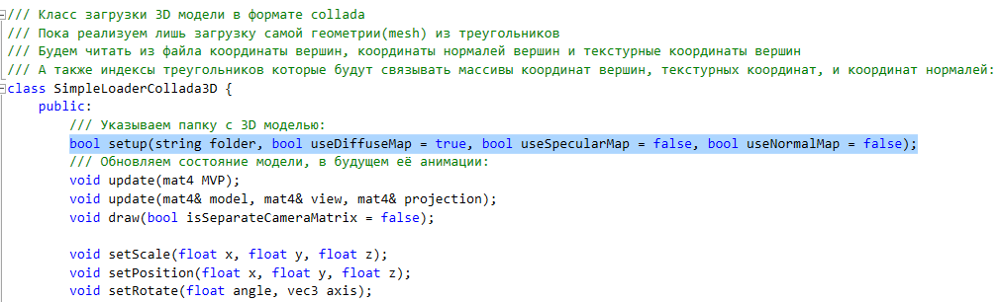 /// Класс загрузки 3D модели в формате collada
/// Пока реализуем лишь загрузку самой геометрии(mesh) из треугольников
/// Будем читать из файла координаты вершин, координаты нормалей вершин и текстурные координаты вершин
/// А также индексы треугольников которые будут связывать массивы координат вершин, текстурных координат, и координат нормалей:
class SimpleLoaderCollada3D {
public:
/// Указываем папку с 3D моделью:
bool setup(string folder, bool useDiffuseMap = true, bool useSpecularMap = false, bool useNormalMap = false);
/// Обновляем состояние модели, в будущем её анимации:
void update(mat4 MVP);
void update(mat4& model, mat4& view, mat4& projection);
void draw(bool isSeparateCameraMatrix = false);
void setScale(float x, float y, float z);
void setPosition(float x, float y, float z);
void setRotate(float angle, vec3 axis);